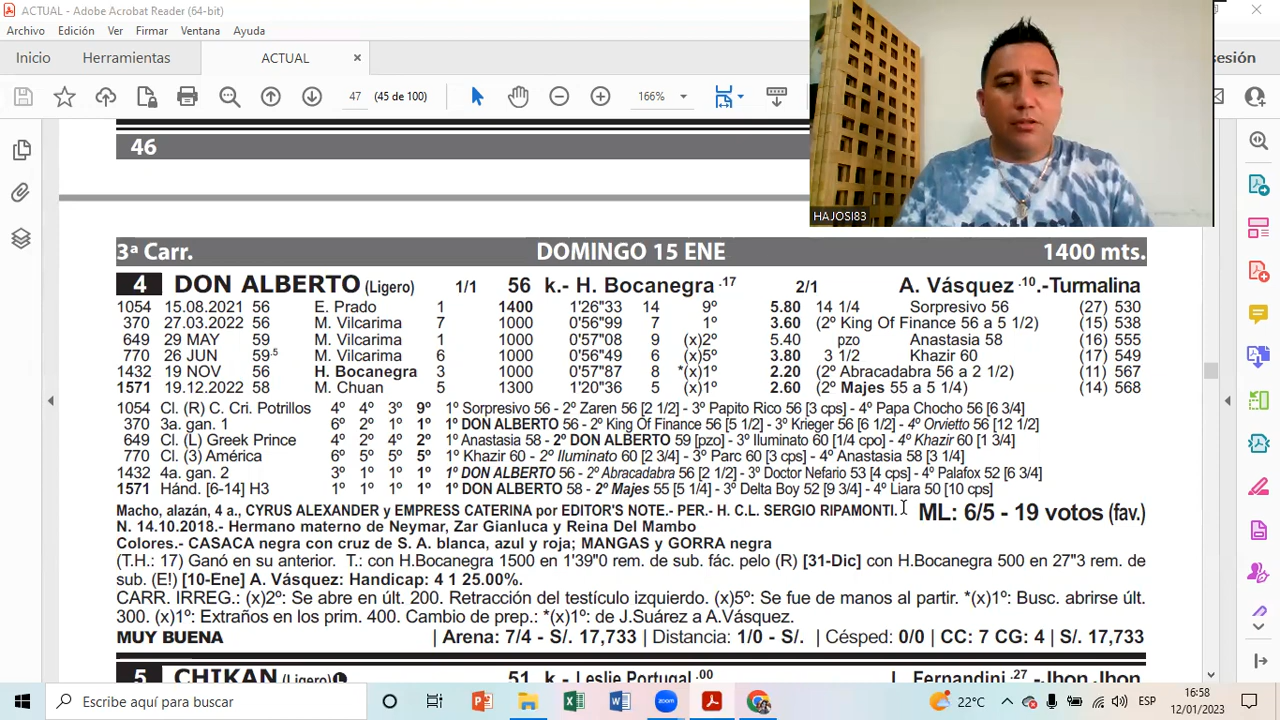 ACTUAL - Adobe Acrobat Reader (64-bit)
Archivo Edición Ver Firmar Ventana Ayuda
Inicio Herramientas ACTUAL × sesión
47 (45 de 100) 166%
HAJOSI83
46
3ª Carr. DOMINGO 15 ENE 1400 mts.
4 DON ALBERTO (Ligero) 1/1 56 k.- H. Bocanegra .17 2/1 A. Vásquez .10.-Turmalina
1054 15.08.2021 56 E. Prado 1 1400 1'26"33 14 9º 5.80 14 1/4 Sorpresivo 56 (27) 530
370 27.03.2022 56 M. Vilcarima 7 1000 0'56"99 7 1º 3.60 (2º King Of Finance 56 a 5 1/2) (15) 538
649 29 MAY 59 M. Vilcarima 1 1000 0'57"08 9 (x)2º 5.40 pzo Anastasia 58 (16) 555
770 26 JUN 59.5 M. Vilcarima 6 1000 0'56"49 6 (x)5º 3.80 3 1/2 Khazir 60 (17) 549
1432 19 NOV 56 H. Bocanegra 3 1000 0'57"87 8 *(x)1º 2.20 (2º Abracadabra 56 a 2 1/2) (11) 567
1571 19.12.2022 58 M. Chuan 5 1300 1'20"36 5 (x)1º 2.60 (2º Majes 55 a 5 1/4) (14) 568
1054 Cl. (R) C. Cri. Potrillos 4º 4º 3º 9º 1º Sorpresivo 56 - 2º Zaren 56 [2 1/2] - 3º Papito Rico 56 [3 cps] - 4º Papa Chocho 56 [6 3/4]
370 3a. gan. 1 6º 2º 1º 1º 1º DON ALBERTO 56 - 2º King Of Finance 56 [5 1/2] - 3º Krieger 56 [6 1/2] - 4º Orvietto 56 [12 1/2]
649 Cl. (L) Greek Prince 4º 2º 4º 2º 1º Anastasia 58 - 2º DON ALBERTO 59 [pzo] - 3º Iluminato 60 [1/4 cpo] - 4º Khazir 60 [1 3/4]
770 Cl. (3) América 6º 5º 5º 5º 1º Khazir 60 - 2º Iluminato 60 [2 3/4] - 3º Parc 60 [3 cps] - 4º Anastasia 58 [3 1/4]
1432 4a. gan. 2 3º 1º 1º 1º 1º DON ALBERTO 56 - 2º Abracadabra 56 [2 1/2] - 3º Doctor Nefario 53 [4 cps] - 4º Palafox 52 [6 3/4]
1571 Hánd. [6-14] H3 1º 1º 1º 1º 1º DON ALBERTO 58 - 2º Majes 55 [5 1/4] - 3º Delta Boy 52 [9 3/4] - 4º Liara 50 [10 cps]
Macho, alazán, 4 a., CYRUS ALEXANDER y EMPRESS CATERINA por EDITOR'S NOTE.- PER.- H. C.L. SERGIO RIPAMONTI. ML: 6/5 - 19 votos (fav.)
N. 14.10.2018.- Hermano materno de Neymar, Zar Gianluca y Reina Del Mambo
Colores.- CASACA negra con cruz de S. A. blanca, azul y roja; MANGAS y GORRA negra
(T.H.: 17) Ganó en su anterior. T.: con H.Bocanegra 1500 en 1'39"0 rem. de sub. fác. pelo (R) [31-Dic] con H.Bocanegra 500 en 27"3 rem. de
sub. (E!) [10-Ene] A. Vásquez: Handicap: 4 1 25.00%.
CARR. IRREG.: (x)2º: Se abre en últ. 200. Retracción del testículo izquierdo. (x)5º: Se fue de manos al partir. *(x)1º: Busc. abrirse últ.
300. (x)1º: Extraños en los prim. 400. Cambio de prep.: *(x)1º: de J.Suárez a A.Vásquez.
MUY BUENA | Arena: 7/4 - S/. 17,733 | Distancia: 1/0 - S/. | Césped: 0/0 | CC: 7 CG: 4 | S/. 17,733
5 CHIKAN (Ligero) L 51 k - Leslie Portugal .00 L. Fernandini .27 -Jhon Jhon
Escribe aquí para buscar 22°C ESP 16:58
12/01/2023